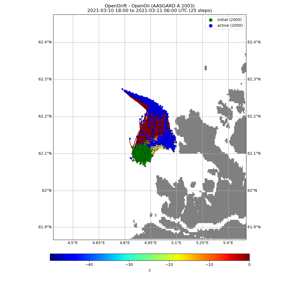 OpenDrift - OpenOil (AASGARD A 2003)
2021-03-10 18:00 to 2021-03-11 06:00 UTC (25 steps)
initial (2000)
active (2000)
62.4°N 62.4°N
62.3°N 62.3°N
62.2°N 62.2°N
62.1°N 62.1°N
62°N 62°N
61.9°N 61.9°N
4.5°E 4.65°E 4.8°E 4.95°E 5.1°E 5.25°E 5.4°E
−40 −30 −20 −10 0
z